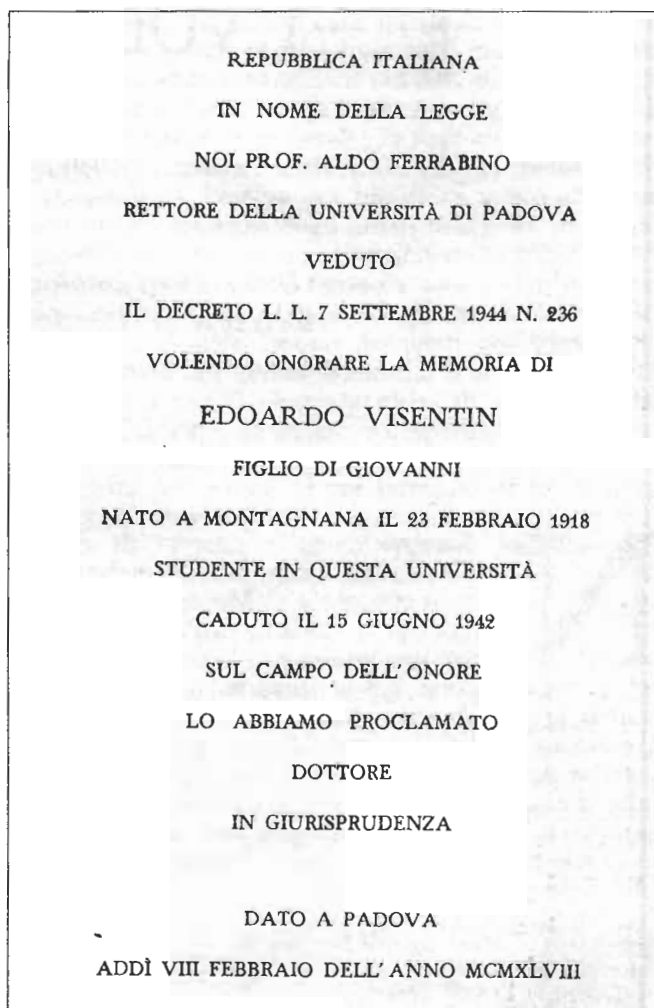 REPUBBLICA ITALIANA
IN NOME DELLA LEGGE
NOI PROF. ALDO FERRABINO
RETTORE DELLA UNIVERSITÀ DI PADOVA
VEDUTO
IL DECRETO L. L. 7 SETTEMBRE 1944 N. 236
VOLENDO ONORARE LA MEMORIA DI
EDOARDO VISENTIN
FIGLIO DI GIOVANNI
NATO A MONTAGNANA IL 23 FEBBRAIO 1918
STUDENTE IN QUESTA UNIVERSITÀ
CADUTO IL 15 GIUGNO 1942
SUL CAMPO DELL' ONORE
LO ABBIAMO PROCLAMATO
DOTTORE
IN GIURISPRUDENZA
DATO A PADOVA
ADDÌ VIII FEBBRAIO DELL' ANNO MCMXLVIII